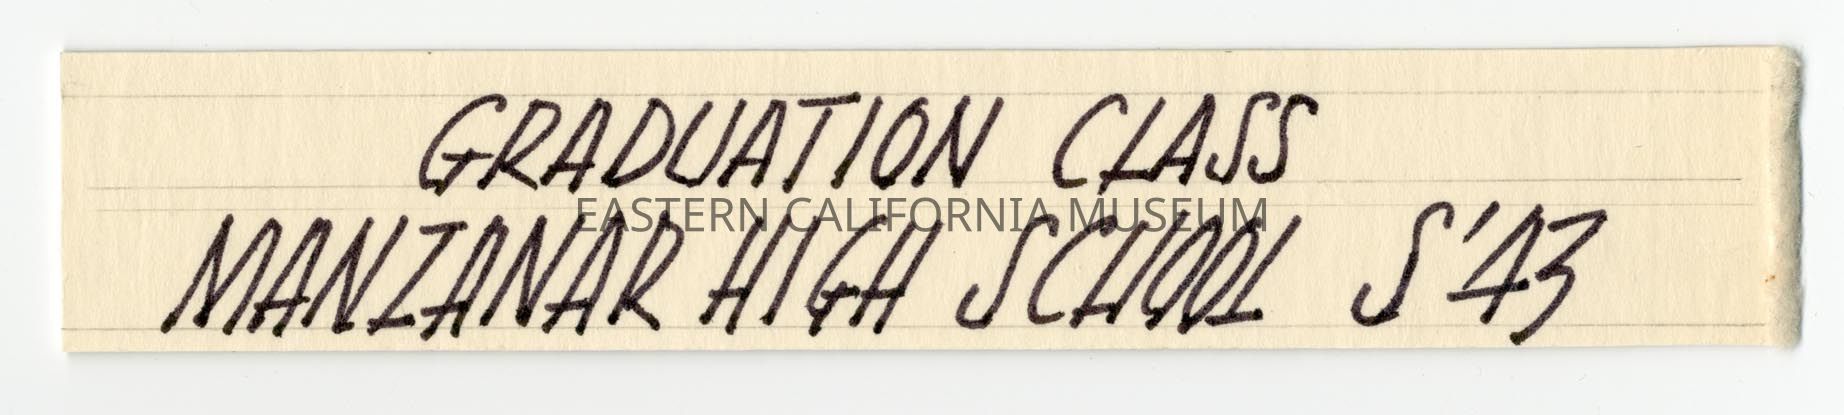 GRADUATION CLASS
EASTERN CALIFORNIA MUSEUM
MANZANAR HIGH SCHOOL S'43